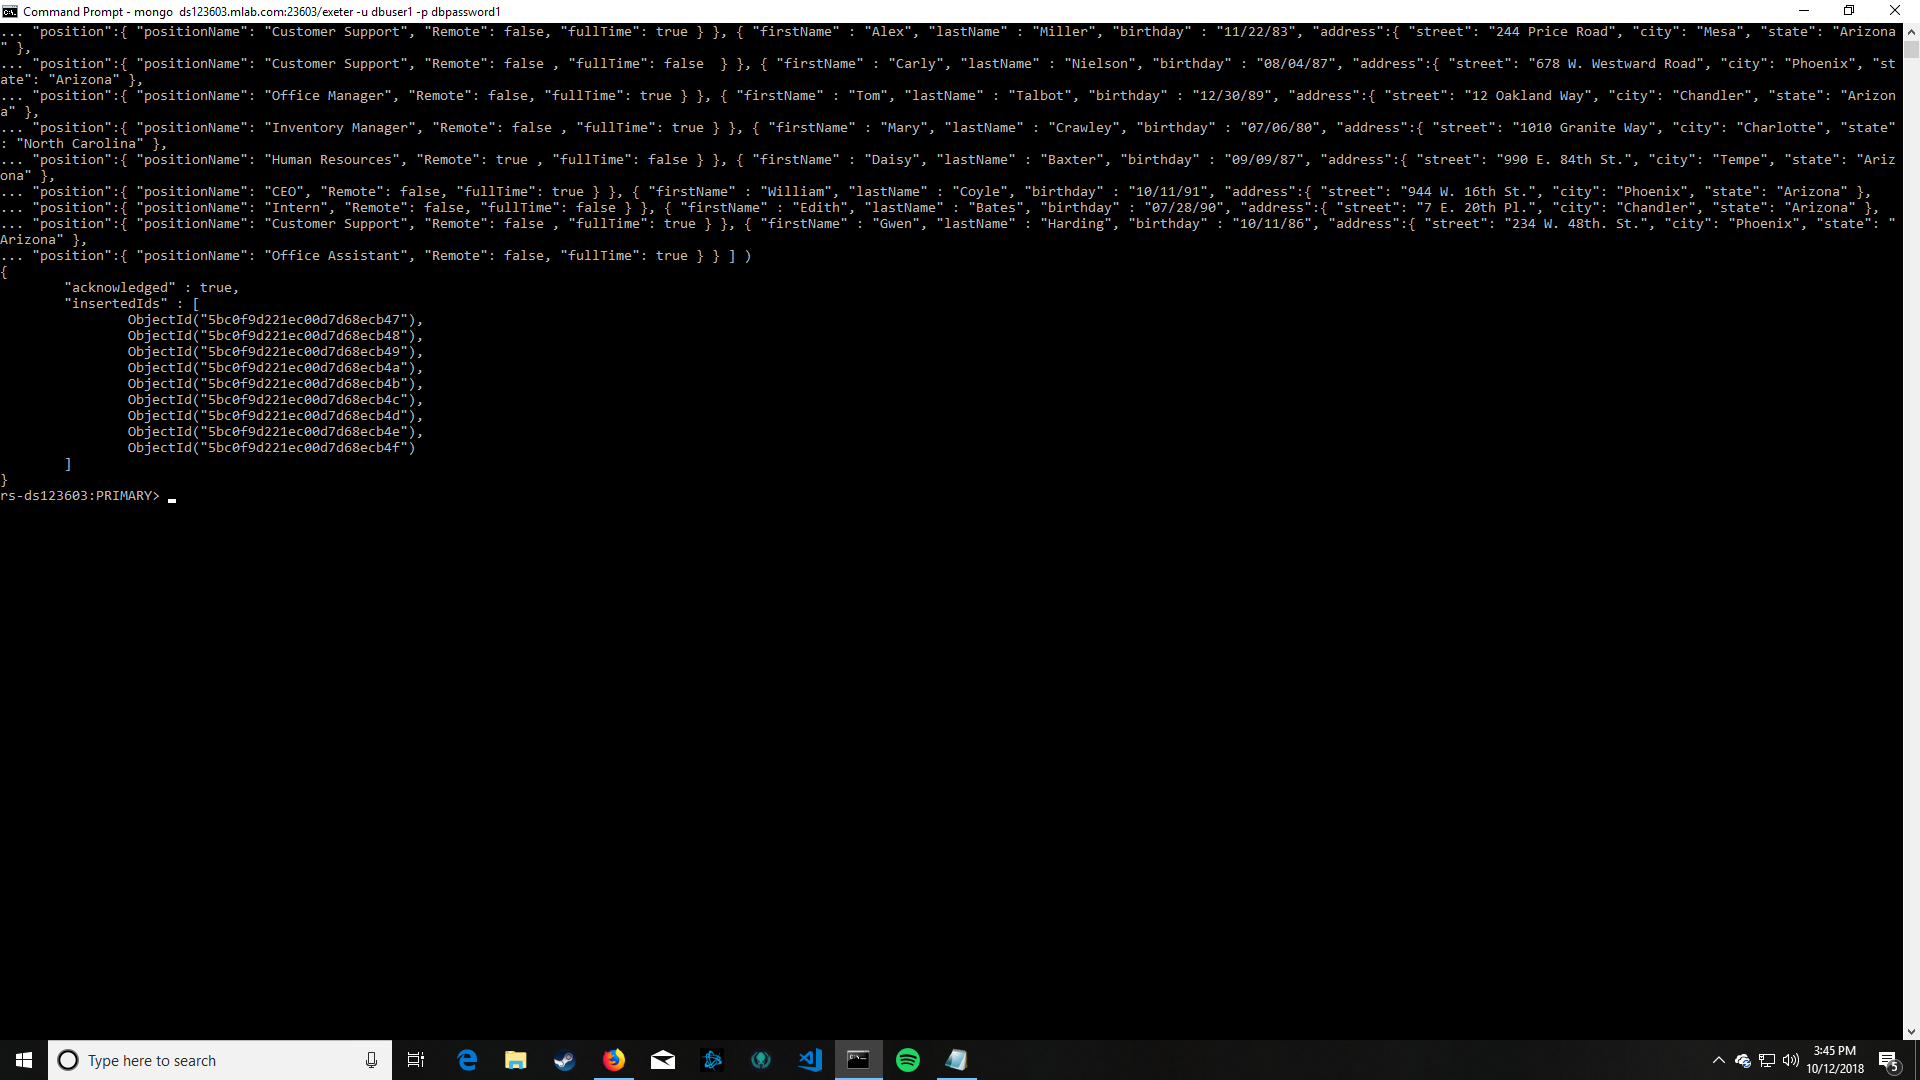 Command Prompt - mongo  ds123603.mlab.com:23603/exeter -u dbuser1 -p dbpassword1
... "position":{ "positionName": "Customer Support", "Remote": false, "fullTime": true } }, { "firstName" : "Alex", "lastName" : "Miller", "birthday" : "11/22/83", "address":{ "street": "244 Price Road", "city": "Mesa", "state": "Arizona
" },
... "position":{ "positionName": "Customer Support", "Remote": false , "fullTime": false  } }, { "firstName" : "Carly", "lastName" : "Nielson", "birthday" : "08/04/87", "address":{ "street": "678 W. Westward Road", "city": "Phoenix", "st
ate": "Arizona" },
... "position":{ "positionName": "Office Manager", "Remote": false, "fullTime": true } }, { "firstName" : "Tom", "lastName" : "Talbot", "birthday" : "12/30/89", "address":{ "street": "12 Oakland Way", "city": "Chandler", "state": "Arizon
a" },
... "position":{ "positionName": "Inventory Manager", "Remote": false , "fullTime": true } }, { "firstName" : "Mary", "lastName" : "Crawley", "birthday" : "07/06/80", "address":{ "street": "1010 Granite Way", "city": "Charlotte", "state"
: "North Carolina" },
... "position":{ "positionName": "Human Resources", "Remote": true , "fullTime": false } }, { "firstName" : "Daisy", "lastName" : "Baxter", "birthday" : "09/09/87", "address":{ "street": "990 E. 84th St.", "city": "Tempe", "state": "Ariz
ona" },
... "position":{ "positionName": "CEO", "Remote": false, "fullTime": true } }, { "firstName" : "William", "lastName" : "Coyle", "birthday" : "10/11/91", "address":{ "street": "944 W. 16th St.", "city": "Phoenix", "state": "Arizona" },
... "position":{ "positionName": "Intern", "Remote": false, "fullTime": false } }, { "firstName" : "Edith", "lastName" : "Bates", "birthday" : "07/28/90", "address":{ "street": "7 E. 20th Pl.", "city": "Chandler", "state": "Arizona" },
... "position":{ "positionName": "Customer Support", "Remote": false , "fullTime": true } }, { "firstName" : "Gwen", "lastName" : "Harding", "birthday" : "10/11/86", "address":{ "street": "234 W. 48th. St.", "city": "Phoenix", "state": "
Arizona" },
... "position":{ "positionName": "Office Assistant", "Remote": false, "fullTime": true } } ] )
{
        "acknowledged" : true,
        "insertedIds" : [
                ObjectId("5bc0f9d221ec00d7d68ecb47"),
                ObjectId("5bc0f9d221ec00d7d68ecb48"),
                ObjectId("5bc0f9d221ec00d7d68ecb49"),
                ObjectId("5bc0f9d221ec00d7d68ecb4a"),
                ObjectId("5bc0f9d221ec00d7d68ecb4b"),
                ObjectId("5bc0f9d221ec00d7d68ecb4c"),
                ObjectId("5bc0f9d221ec00d7d68ecb4d"),
                ObjectId("5bc0f9d221ec00d7d68ecb4e"),
                ObjectId("5bc0f9d221ec00d7d68ecb4f")
        ]
}
rs-ds123603:PRIMARY> _
Type here to search
3:45 PM
10/12/2018
5